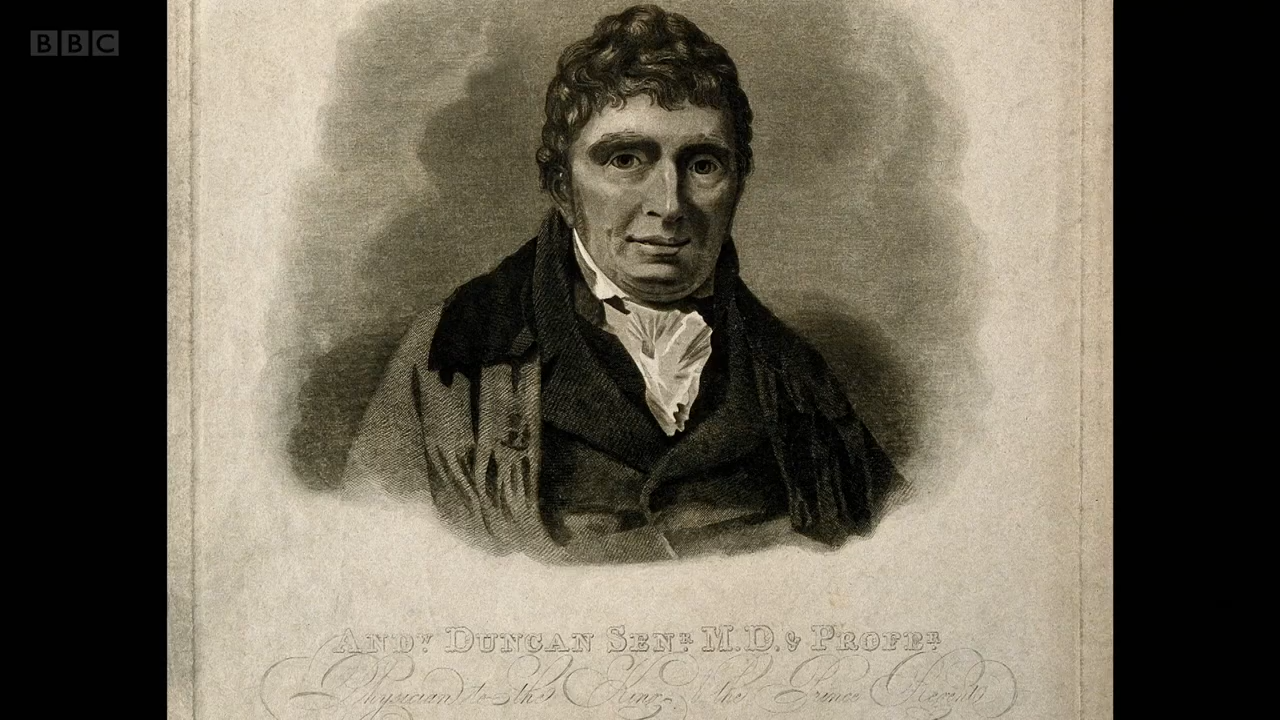 BBC
ANDW DUNCAN SENR. M.D. & PROFER.
Physician to the King & the Prince Regent